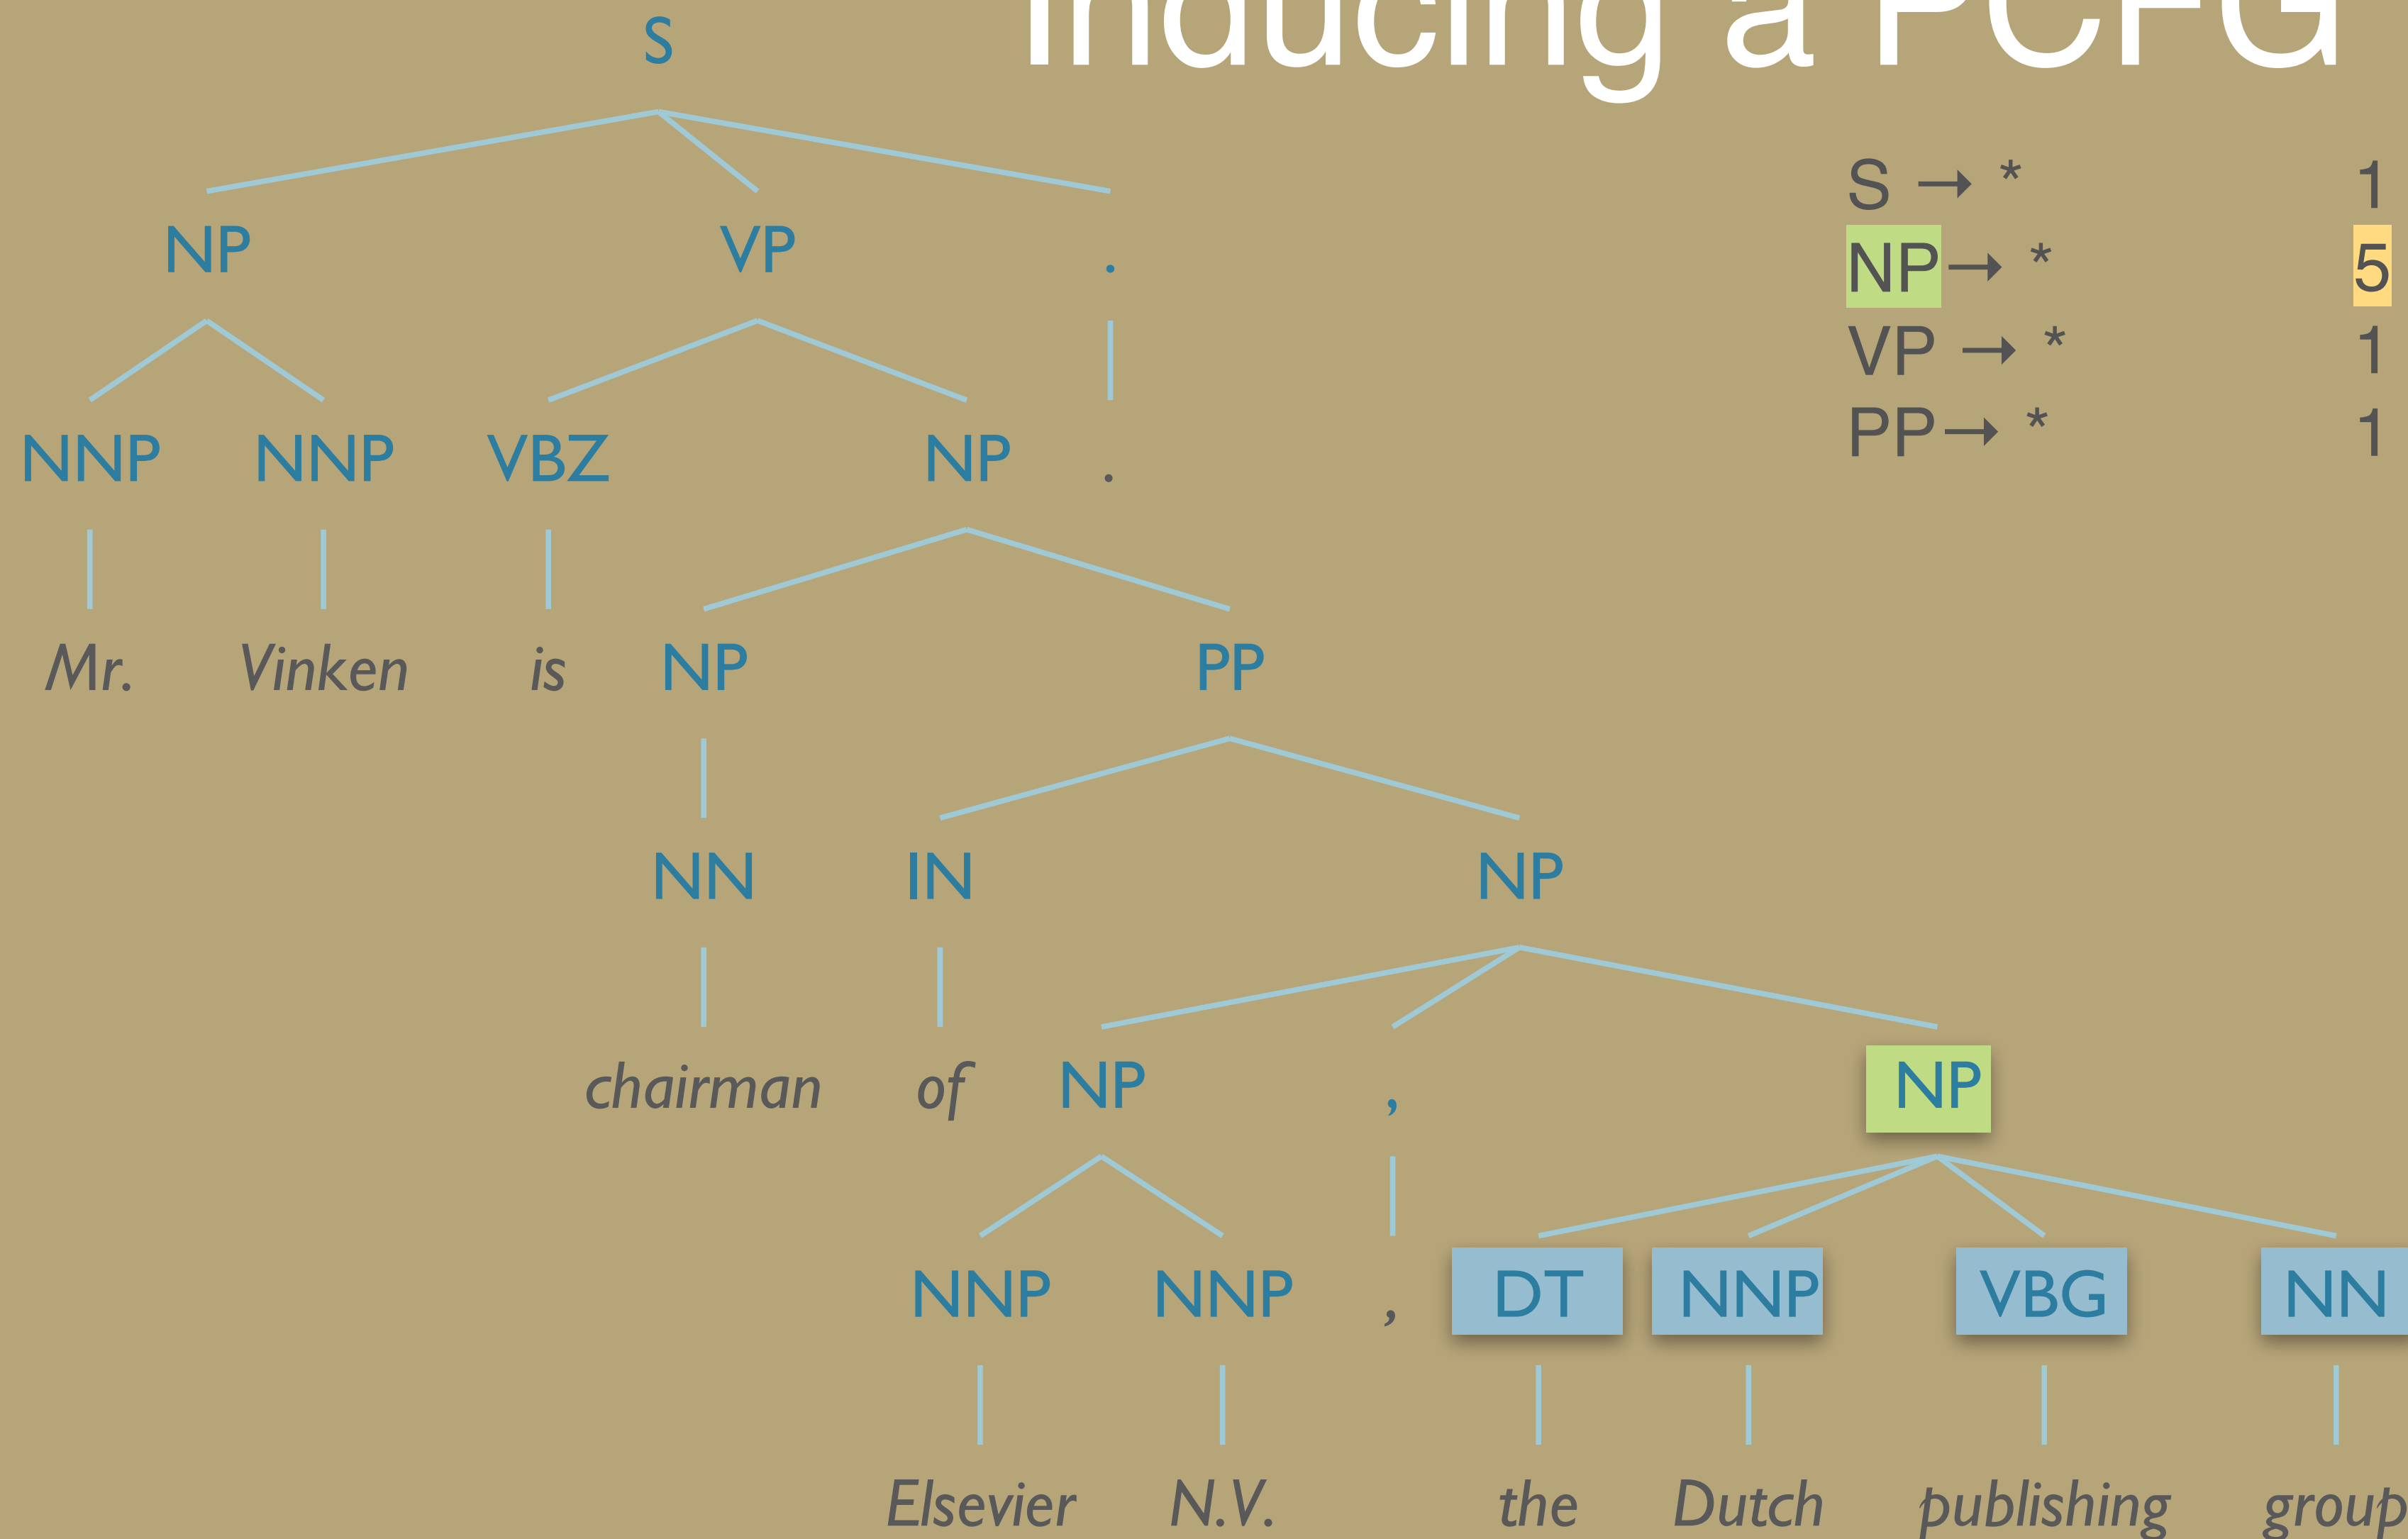 Inducing a PCFG
S
S → * 1
NP VP .
NP → * 5
VP → * 1
PP → * 1
NNP NNP VBZ NP .
Mr. Vinken is NP PP
NN IN NP
chairman of NP , NP
NNP NNP , DT NNP VBG NN
Elsevier N.V. the Dutch publishing group